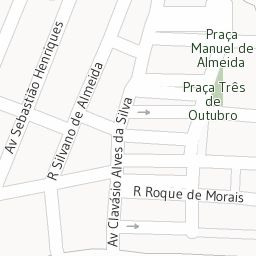 Praça
Manuel de
Almeida
Praça Três
de
Outubro
Av Sebastião Henriques
R Silvano de Almeida
Av Clavásio Alves da Silva
R Roque de Morais